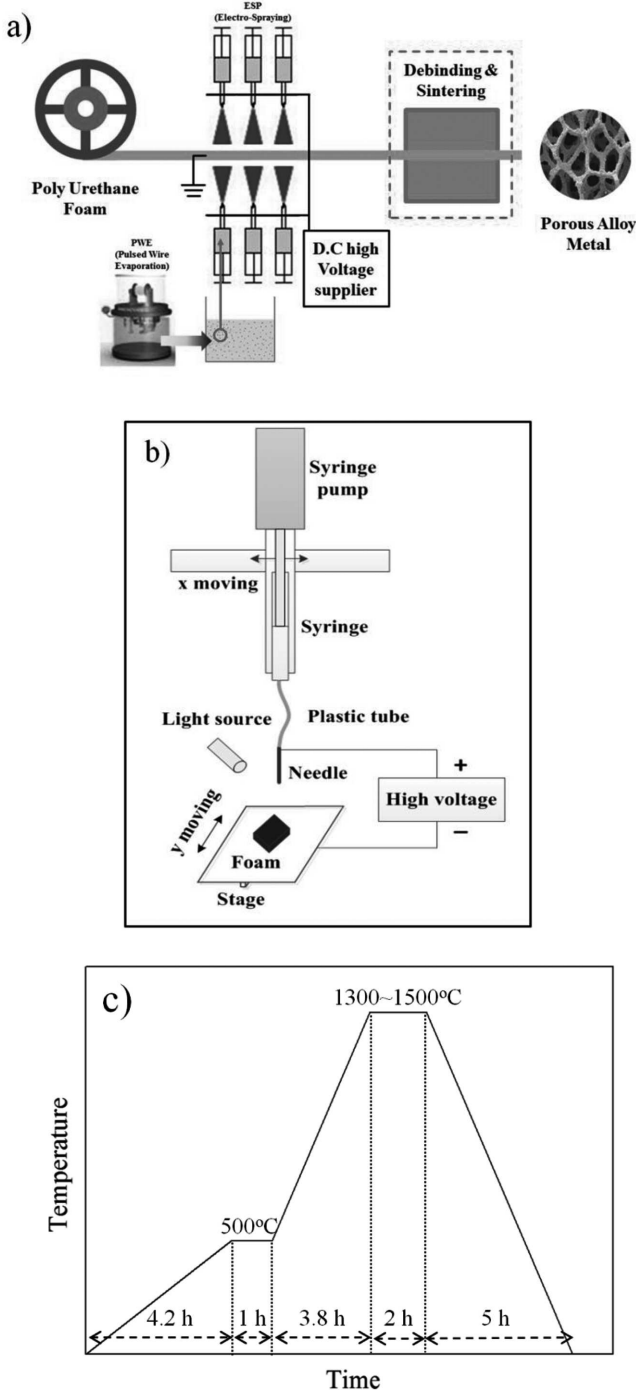 a)
ESP
(Electro-Spraying)
Debinding &
Sintering
Poly Urethane
Foam
Porous Alloy
Metal
PWE
(Pulsed Wire
Evaporation)
D.C high
Voltage
supplier
b)
Syringe
pump
x moving
Syringe
Light source
Plastic tube
Needle
+
High voltage
−
y moving
Foam
Stage
c)
1300~1500°C
500°C
4.2 h
1 h
3.8 h
2 h
5 h
Temperature
Time